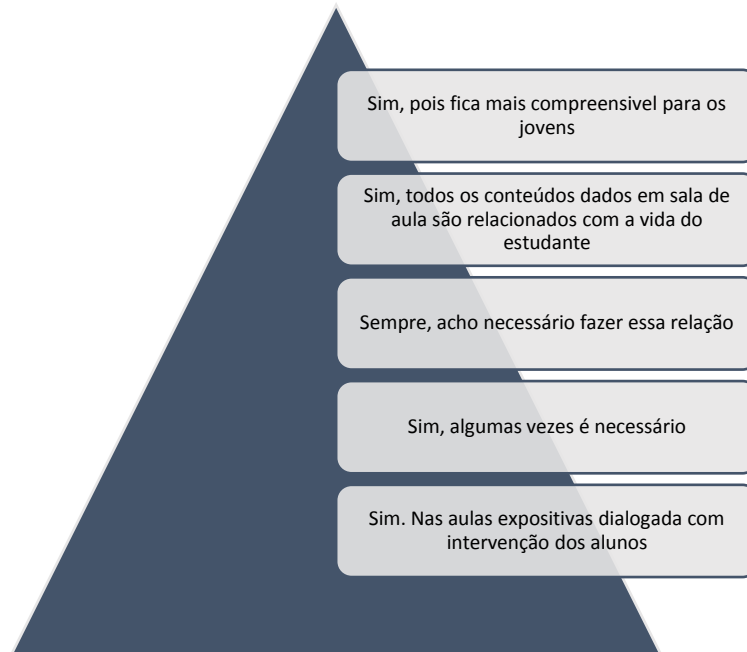 Sim, pois fica mais compreensivel para os
jovens
Sim, todos os conteúdos dados em sala de
aula são relacionados com a vida do
estudante
Sempre, acho necessário fazer essa relação
Sim, algumas vezes é necessário
Sim. Nas aulas expositivas dialogada com
intervenção dos alunos